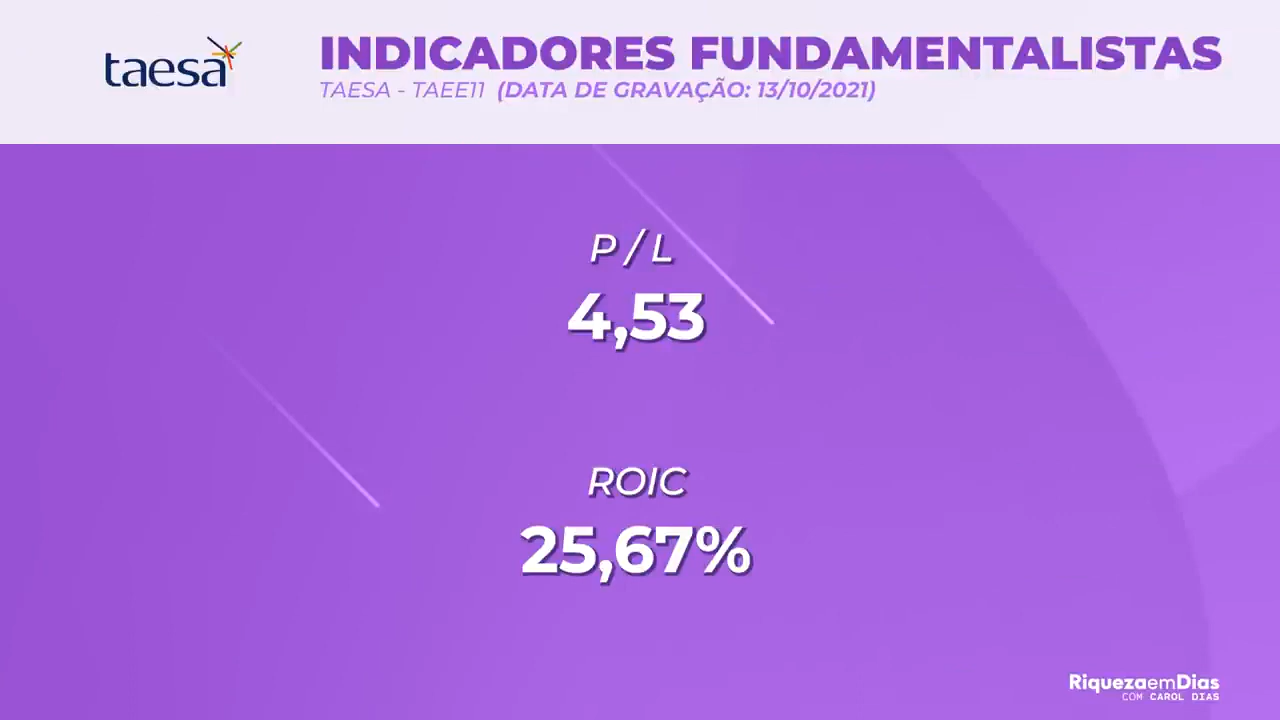 taesa
INDICADORES FUNDAMENTALISTAS
TAESA - TAEE11 (DATA DE GRAVAÇÃO: 13/10/2021)
P / L
4,53
ROIC
25,67%
RiquezaemDias
COM CAROL DIAS